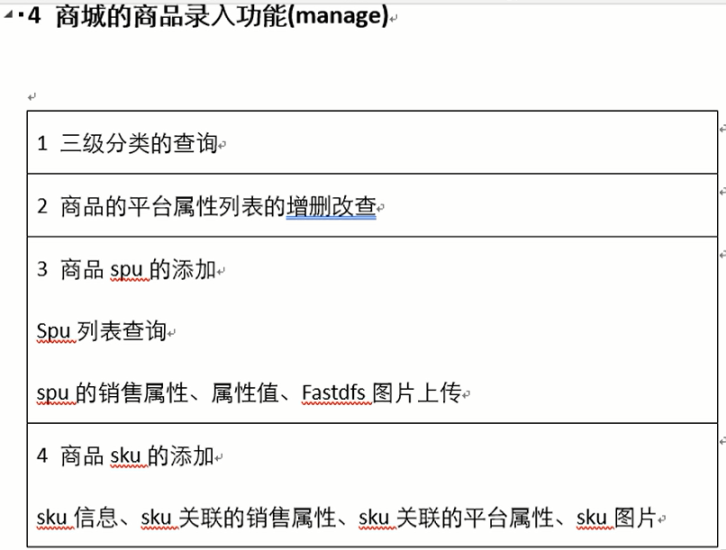 4 商城的商品录入功能(manage)
1 三级分类的查询
2 商品的平台属性列表的增删改查
3 商品 spu 的添加
Spu 列表查询
spu 的销售属性、属性值、Fastdfs 图片上传
4 商品 sku 的添加
sku 信息、sku 关联的销售属性、sku 关联的平台属性、sku 图片